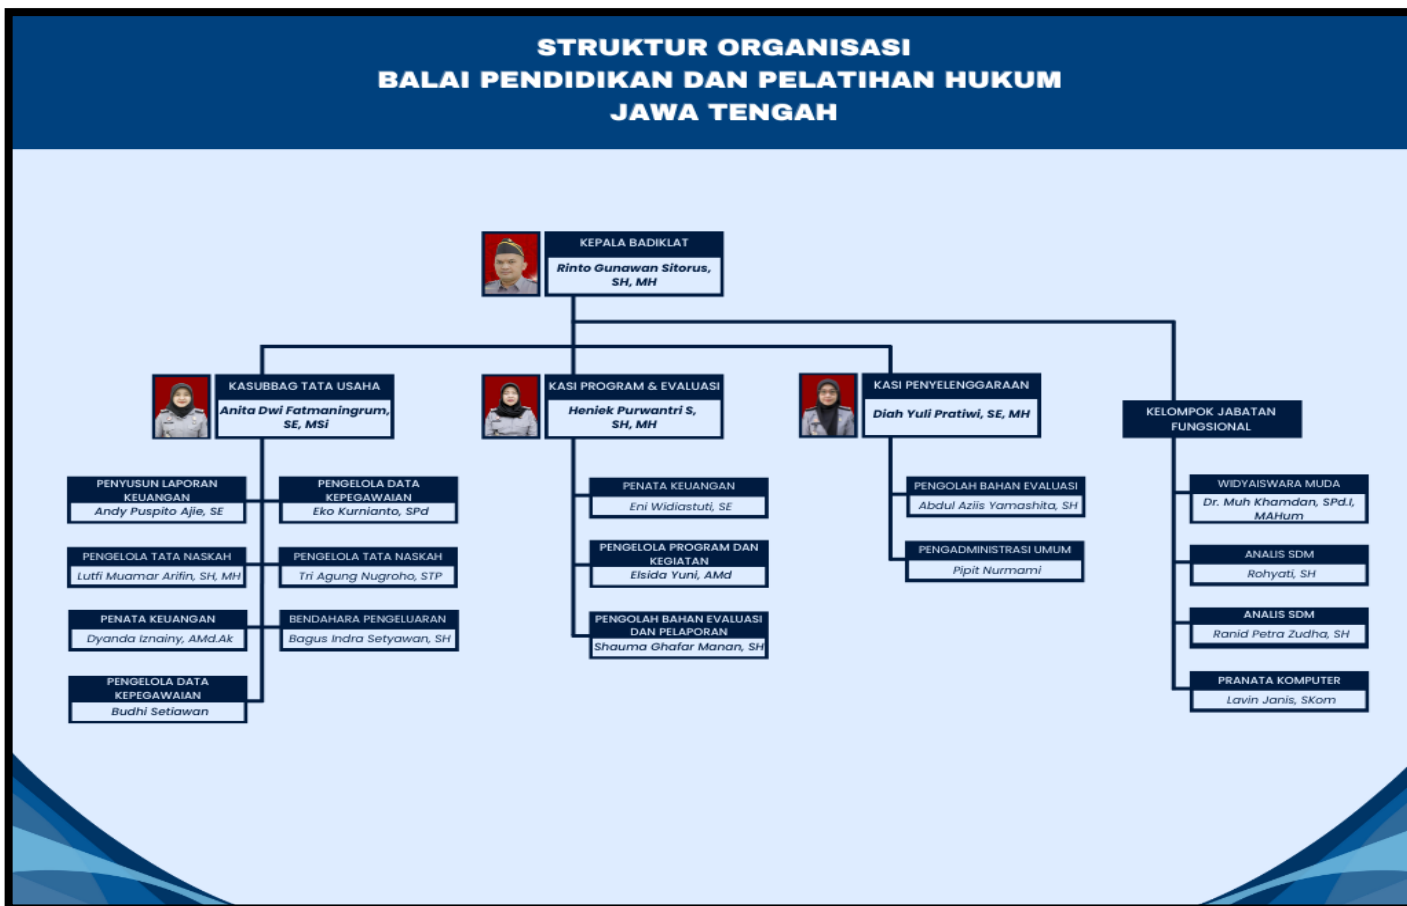 STRUKTUR ORGANISASI
BALAI PENDIDIKAN DAN PELATIHAN HUKUM
JAWA TENGAH
KEPALA BADIKLAT
Rinto Gunawan Sitorus,
SH, MH
KASUBBAG TATA USAHA
Anita Dwi Fatmaningrum,
SE, MSi
KASI PROGRAM & EVALUASI
Heniek Purwantri S,
SH, MH
KASI PENYELENGGARAAN
Diah Yuli Pratiwi, SE, MH
KELOMPOK JABATAN
FUNGSIONAL
PENYUSUN LAPORAN
KEUANGAN
Andy Puspito Ajie, SE
PENGELOLA DATA
KEPEGAWAIAN
Eko Kurnianto, SPd
PENGELOLA TATA NASKAH
Lutfi Muamar Arifin, SH, MH
PENGELOLA TATA NASKAH
Tri Agung Nugroho, STP
PENATA KEUANGAN
Dyanda Iznainy, AMd.Ak
BENDAHARA PENGELUARAN
Bagus Indra Setyawan, SH
PENGELOLA DATA
KEPEGAWAIAN
Budhi Setiawan
PENATA KEUANGAN
Eni Widiastuti, SE
PENGELOLA PROGRAM DAN
KEGIATAN
Elsida Yuni, AMd
PENGOLAH BAHAN EVALUASI
DAN PELAPORAN
Shauma Ghafar Manan, SH
PENGOLAH BAHAN EVALUASI
Abdul Aziis Yamashita, SH
PENGADMINISTRASI UMUM
Pipit Nurmami
WIDYAISWARA MUDA
Dr. Muh Khamdan, SPd.I,
MAHum
ANALIS SDM
Rohyati, SH
ANALIS SDM
Ranid Petra Zudha, SH
PRANATA KOMPUTER
Lavin Janis, SKom